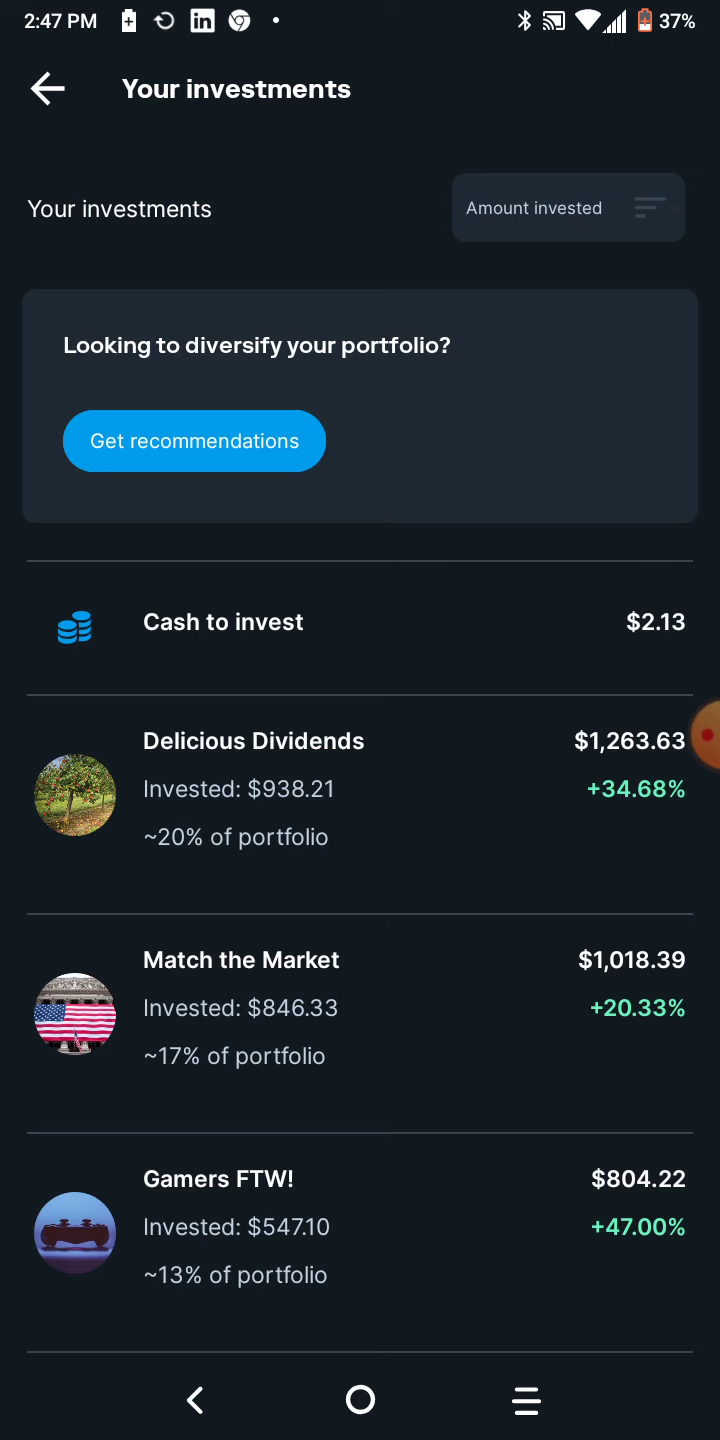 2:47 PM
37%
Your investments
Your investments
Amount invested
Looking to diversify your portfolio?
Get recommendations
Cash to invest
$2.13
Delicious Dividends
$1,263.63
Invested: $938.21
+34.68%
~20% of portfolio
Match the Market
$1,018.39
Invested: $846.33
+20.33%
~17% of portfolio
Gamers FTW!
$804.22
Invested: $547.10
+47.00%
~13% of portfolio